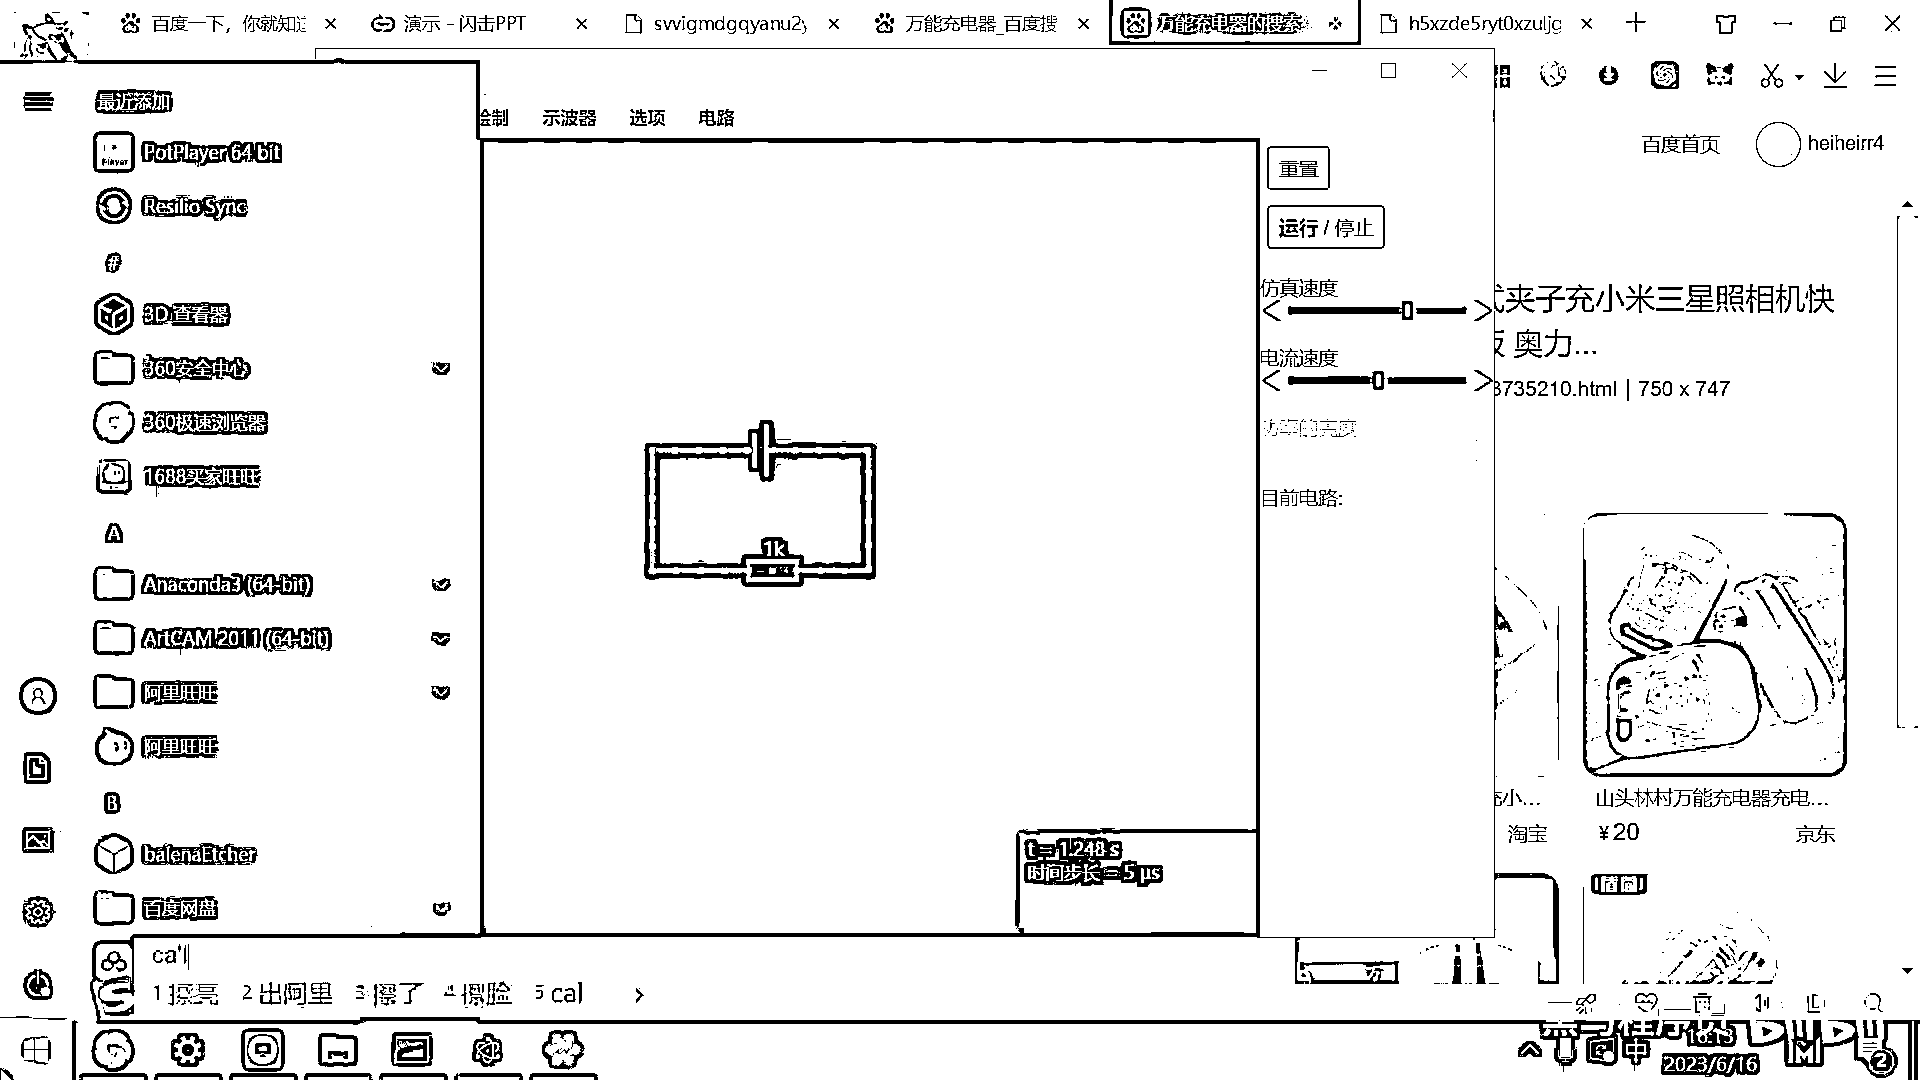 百度一下，你就知道
演示 - 闪击PPT
svvigmdgqyanu2y
万能充电器_百度搜
万能充电器的搜索
h5xzde5ryt0xzuljg
最近添加
PotPlayer 64 bit
Resilio Sync
#
3D 查看器
360安全中心
360极速浏览器
1688买家旺旺
A
Anaconda3 (64-bit)
ArtCAM 2011 (64-bit)
阿里旺旺
阿里旺旺
B
balenaEtcher
百度网盘
绘制
示波器
选项
电路
1k
t = 1.248 s
时间步长 = 5 μs
重置
运行 / 停止
仿真速度
电流速度
功率的亮度
目前电路:
百度首页
heiheirr4
式夹子充小米三星照相机快
奥力...
3735210.html | 750 x 747
充小...
淘宝
山头林村万能充电器充电...
¥20
京东
ca'l
1 擦亮 2 出阿里 3 擦了 4 擦脸 5 cal
中
16:15
2023/6/16
2